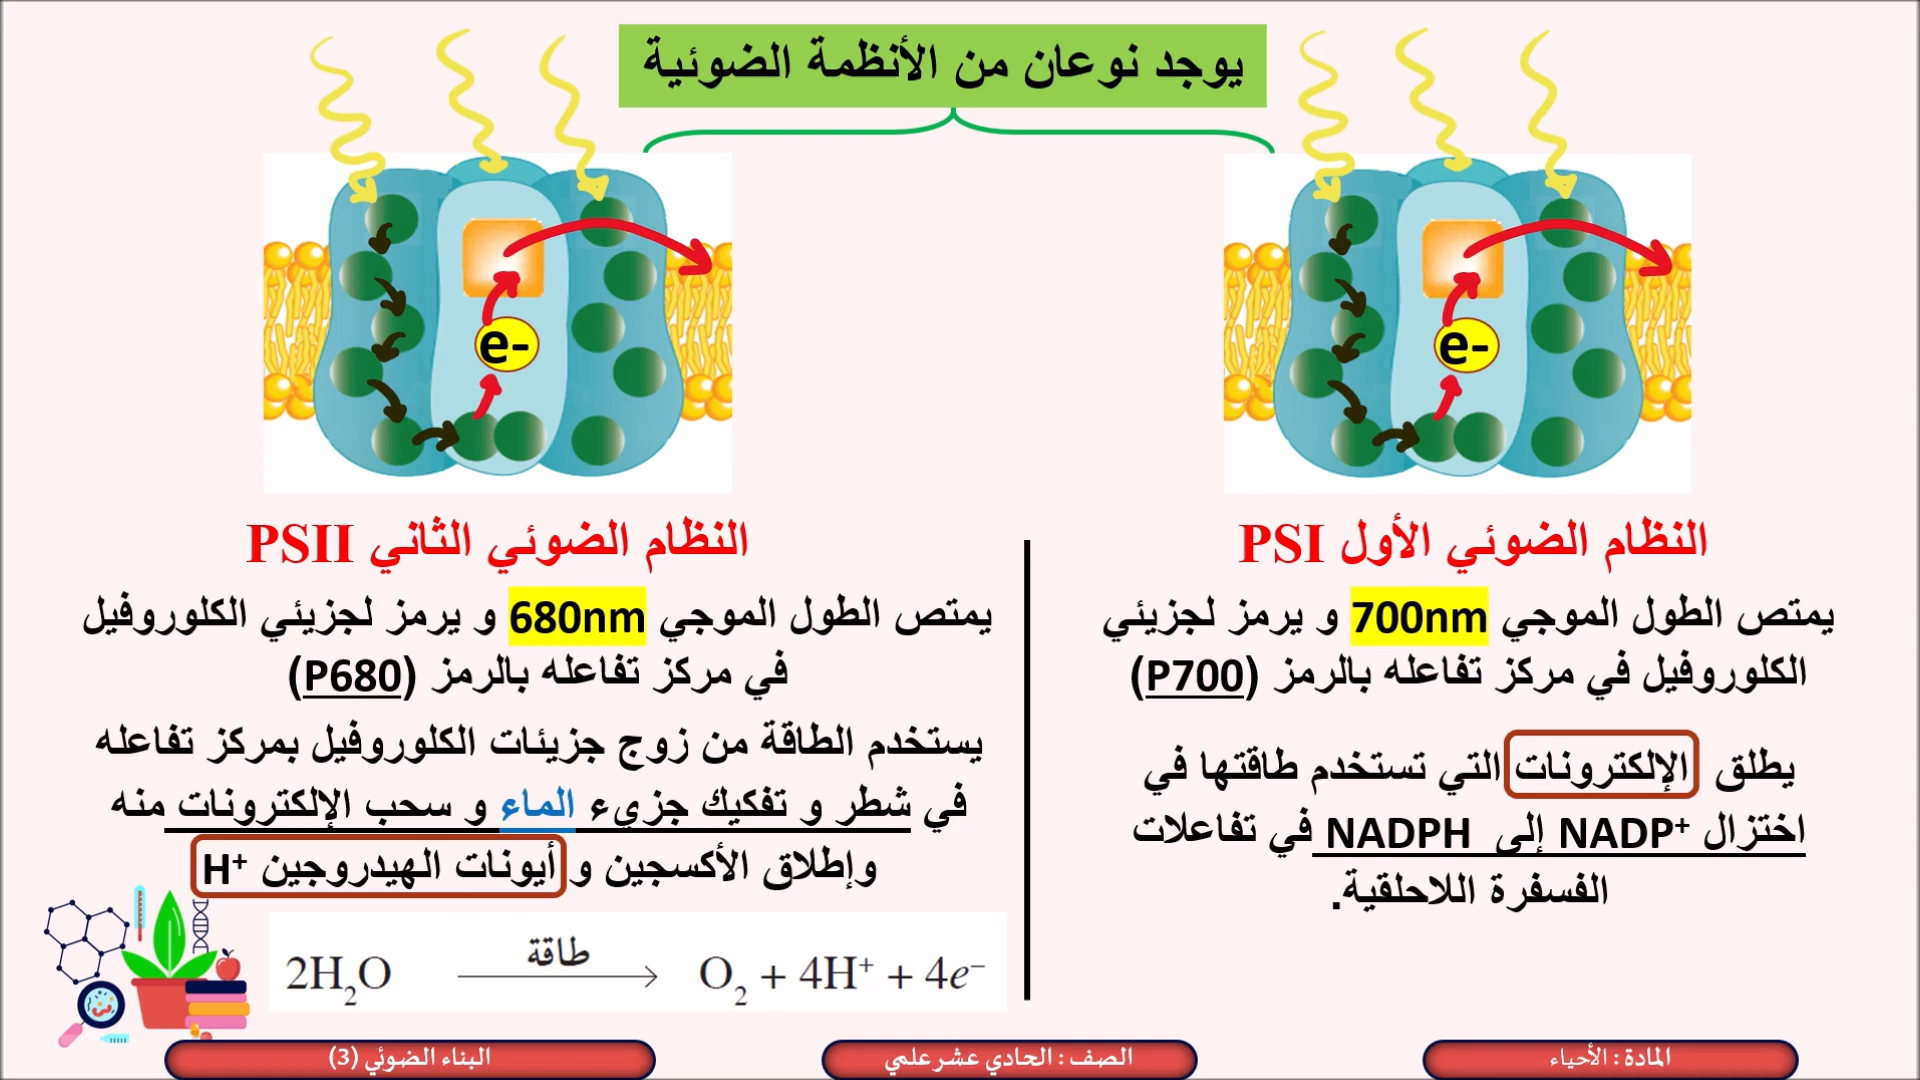 يوجد نوعان من الأنظمة الضوئية
e-
e-
النظام الضوئي الأول PSI
يمتص الطول الموجي 700nm و يرمز لجزيئي
الكلوروفيل في مركز تفاعله بالرمز (P700)
يطلق الإلكترونات التي تستخدم طاقتها في
اختزال NADP⁺ إلى NADPH في تفاعلات
الفسفرة اللاحلقية.
النظام الضوئي الثاني PSII
يمتص الطول الموجي 680nm و يرمز لجزيئي الكلوروفيل
في مركز تفاعله بالرمز (P680)
يستخدم الطاقة من زوج جزيئات الكلوروفيل بمركز تفاعله
في شطر و تفكيك جزيء الماء و سحب الإلكترونات منه
وإطلاق الأكسجين و أيونات الهيدروجين H⁺
طاقة
2H₂O → O₂ + 4H⁺ + 4e⁻
المادة : الأحياء
الصف : الحادي عشر علمي
البناء الضوئي (3)